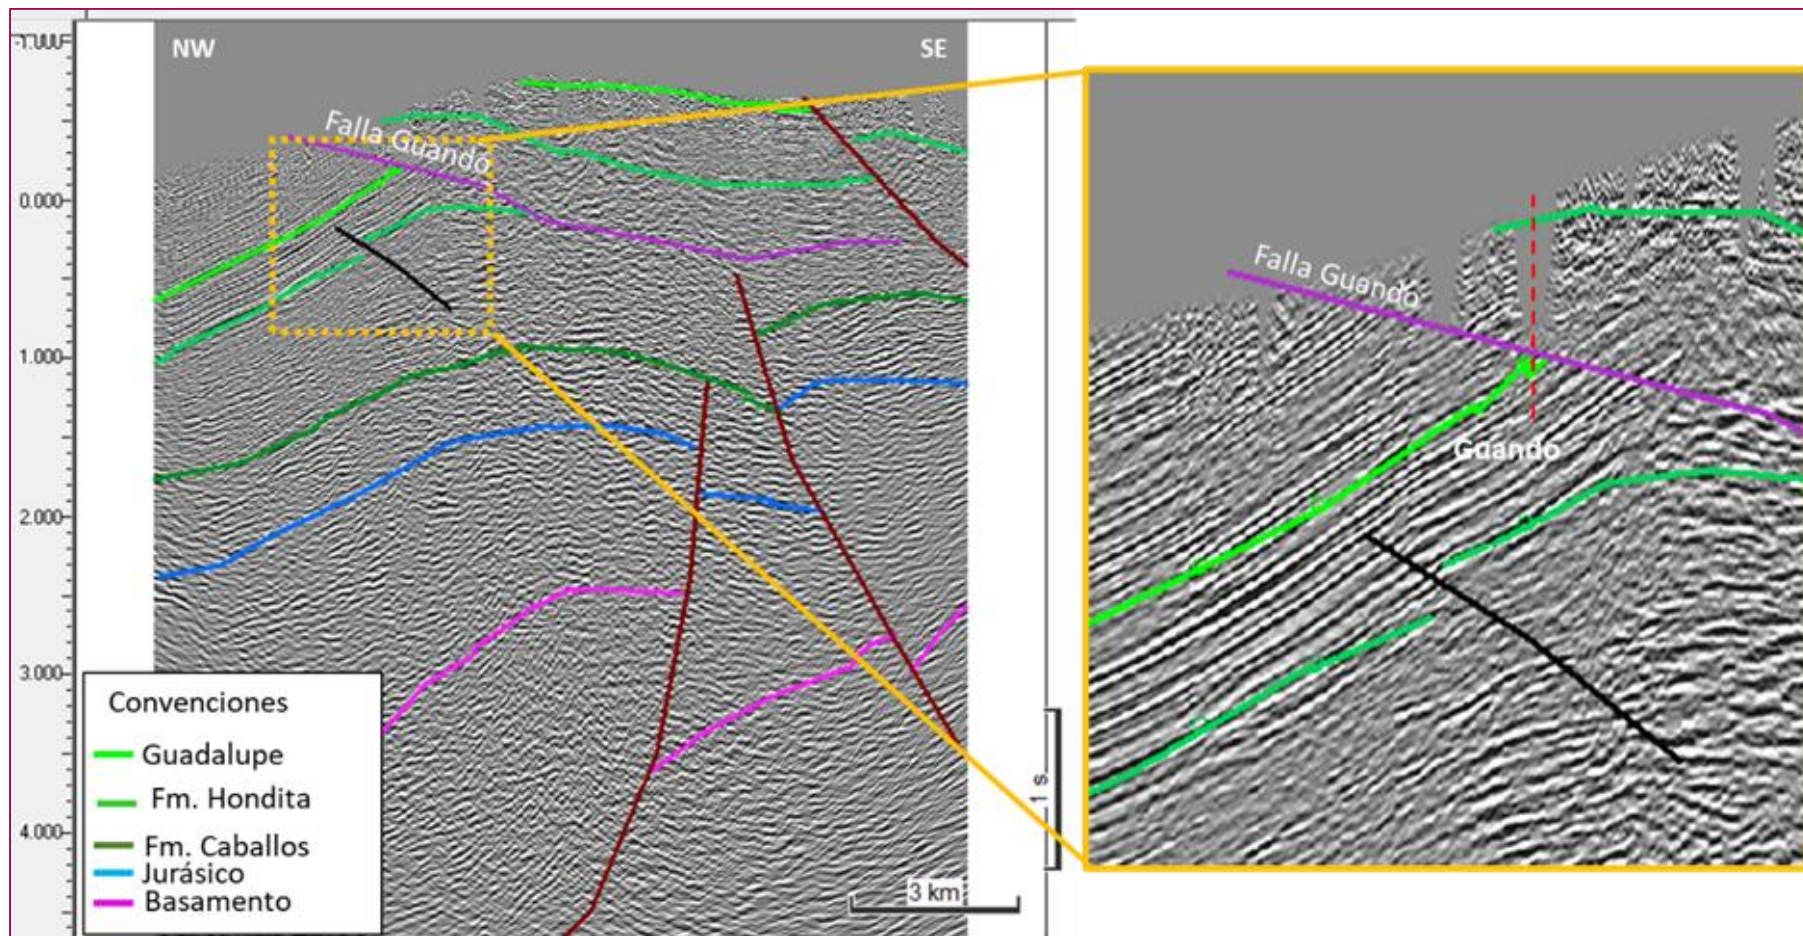 NW
SE
Falla Guando
0.000
1.000
2.000
3.000
4.000
Convenciones
Guadalupe
Fm. Hondita
Fm. Caballos
Jurásico
Basamento
3 km
1 s
Falla Guando
Guando